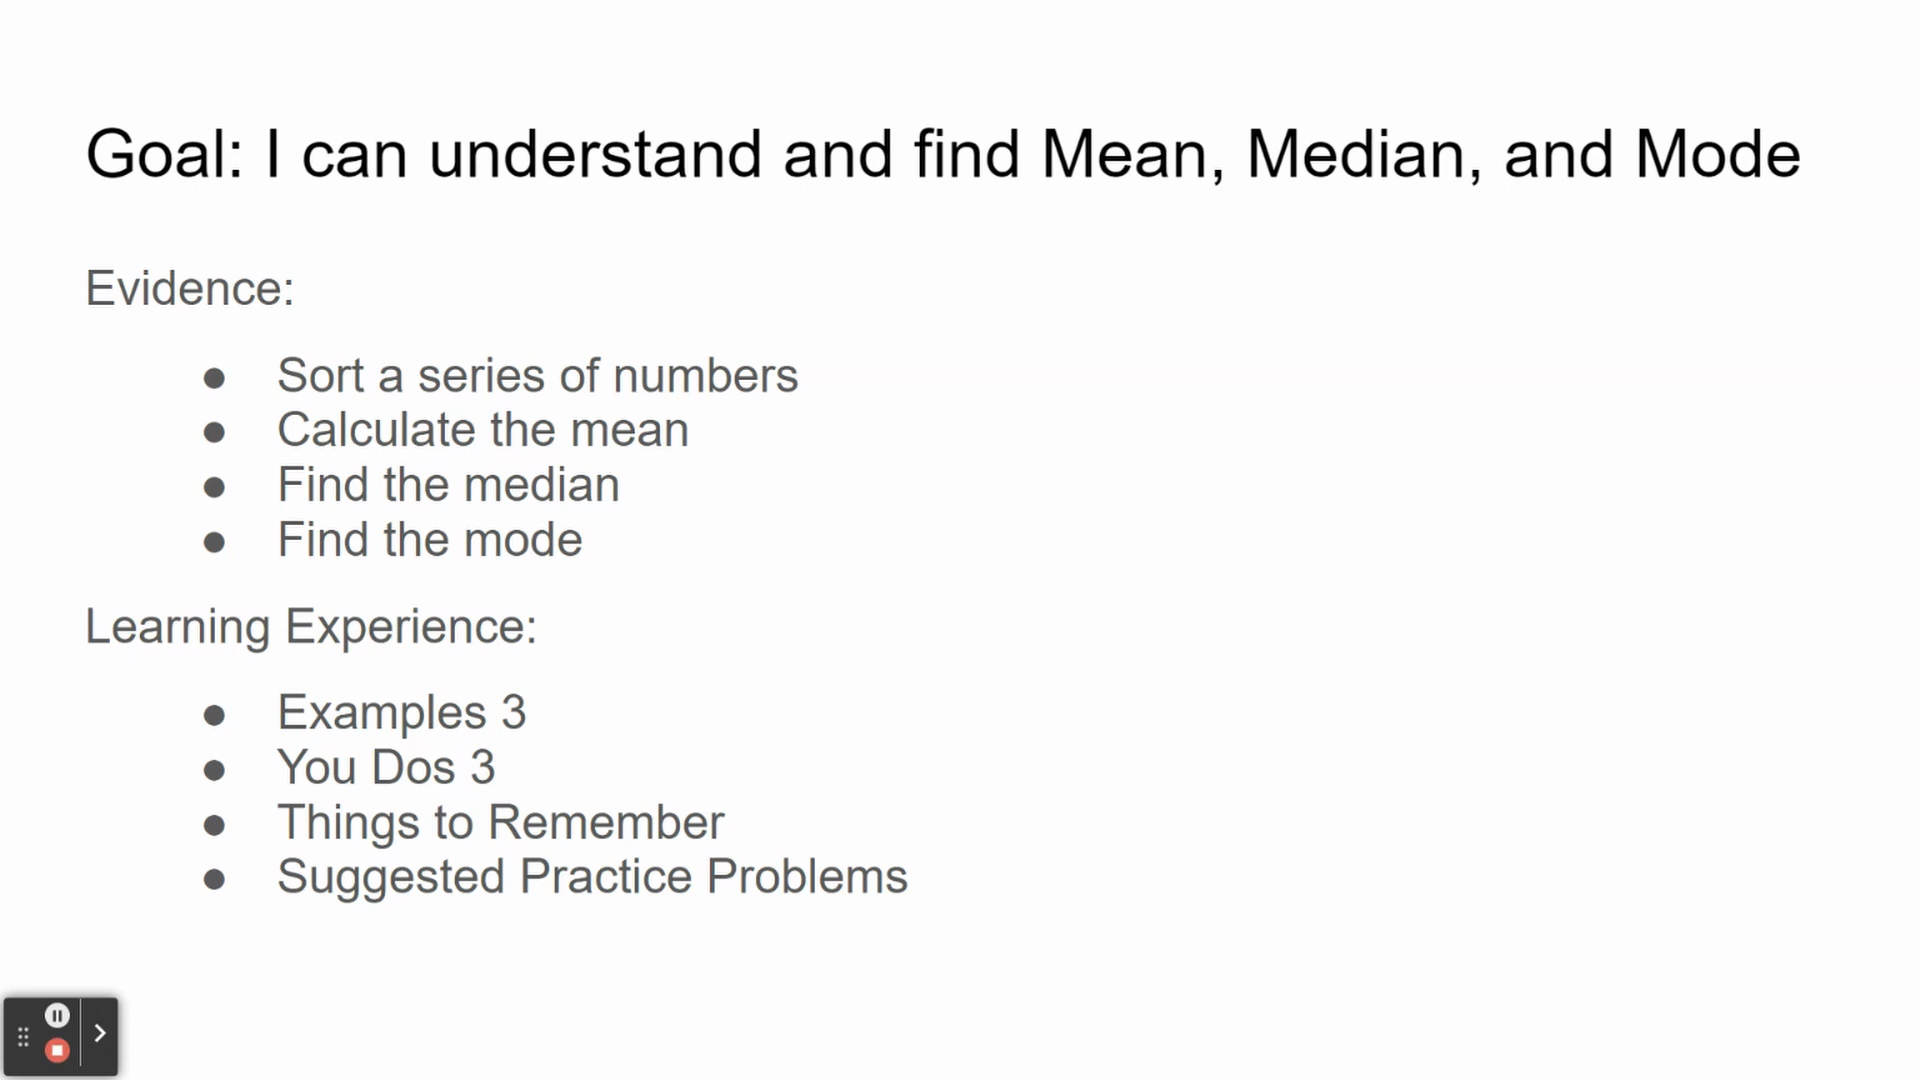 Goal: I can understand and find Mean, Median, and Mode
Evidence:
● Sort a series of numbers
● Calculate the mean
● Find the median
● Find the mode
Learning Experience:
● Examples 3
● You Dos 3
● Things to Remember
● Suggested Practice Problems